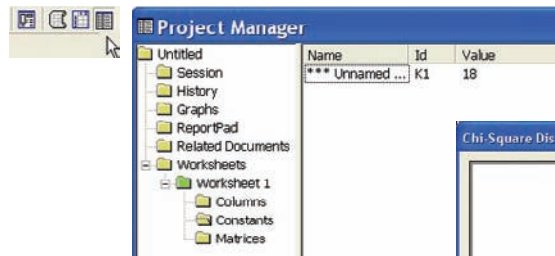 Project Manager
Untitled
Session
History
Graphs
ReportPad
Related Documents
Worksheets
Worksheet 1
Columns
Constants
Matrices
Name Id Value
*** Unnamed ... K1 18
Chi-Square Dis